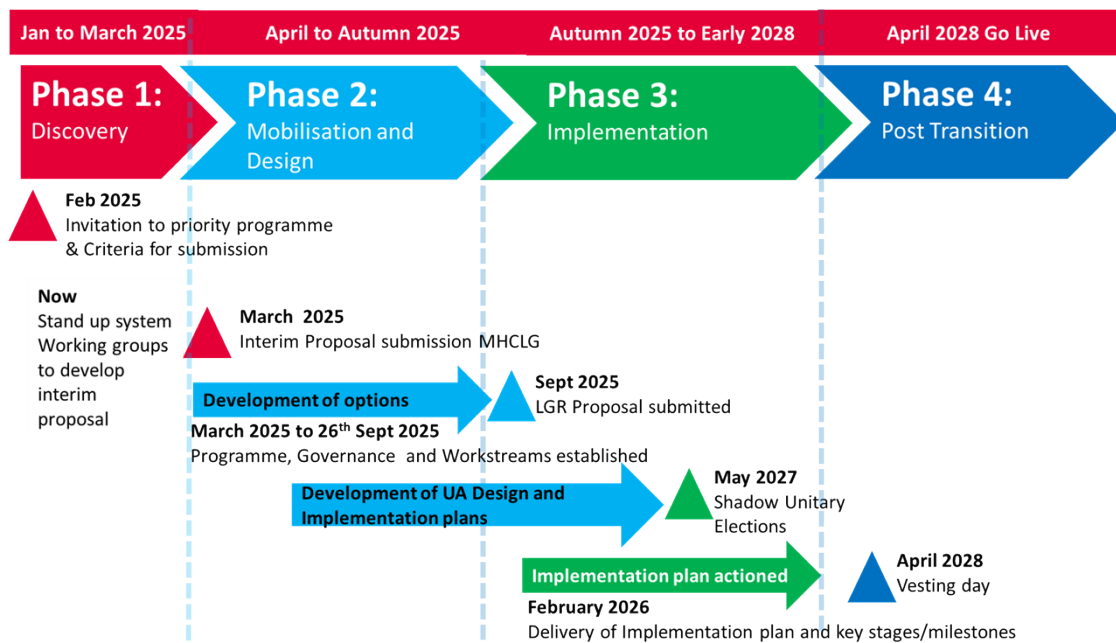 Jan to March 2025
April to Autumn 2025
Autumn 2025 to Early 2028
April 2028 Go Live
Phase 1:
Discovery
Phase 2:
Mobilisation and
Design
Phase 3:
Implementation
Phase 4:
Post Transition
Feb 2025
Invitation to priority programme
& Criteria for submission
Now
Stand up system
Working groups
to develop
interim
proposal
March 2025
Interim Proposal submission MHCLG
Development of options
Sept 2025
LGR Proposal submitted
March 2025 to 26th Sept 2025
Programme, Governance and Workstreams established
Development of UA Design and
Implementation plans
May 2027
Shadow Unitary
Elections
Implementation plan actioned
April 2028
Vesting day
February 2026
Delivery of Implementation plan and key stages/milestones